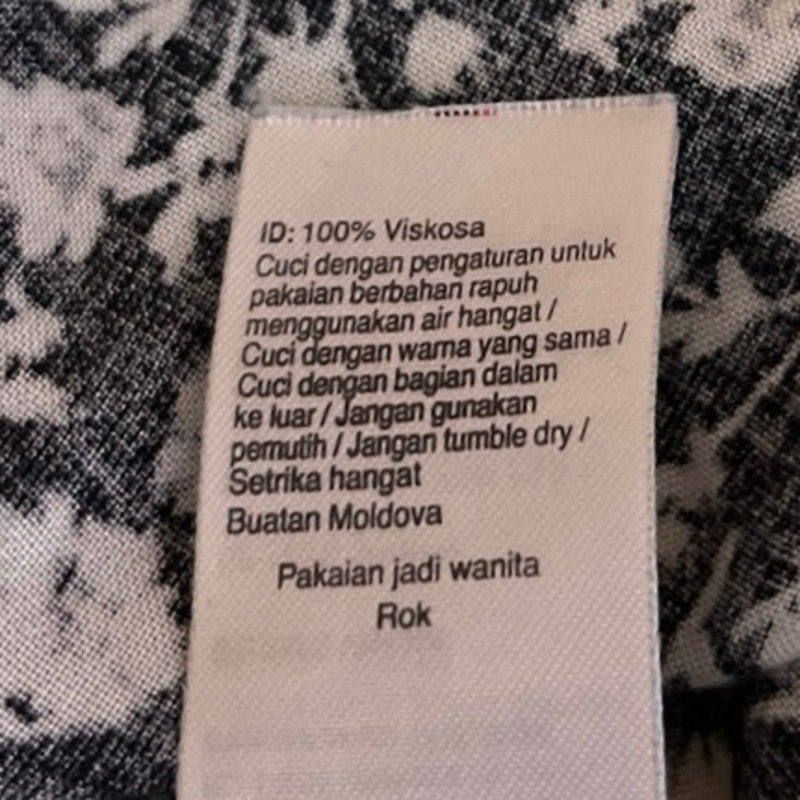 ID: 100% Viskosa
Cuci dengan pengaturan untuk
pakaian berbahan rapuh
menggunakan air hangat /
Cuci dengan warna yang sama /
Cuci dengan bagian dalam
ke luar / Jangan gunakan
pemutih / Jangan tumble dry /
Setrika hangat
Buatan Moldova
Pakaian jadi wanita
Rok